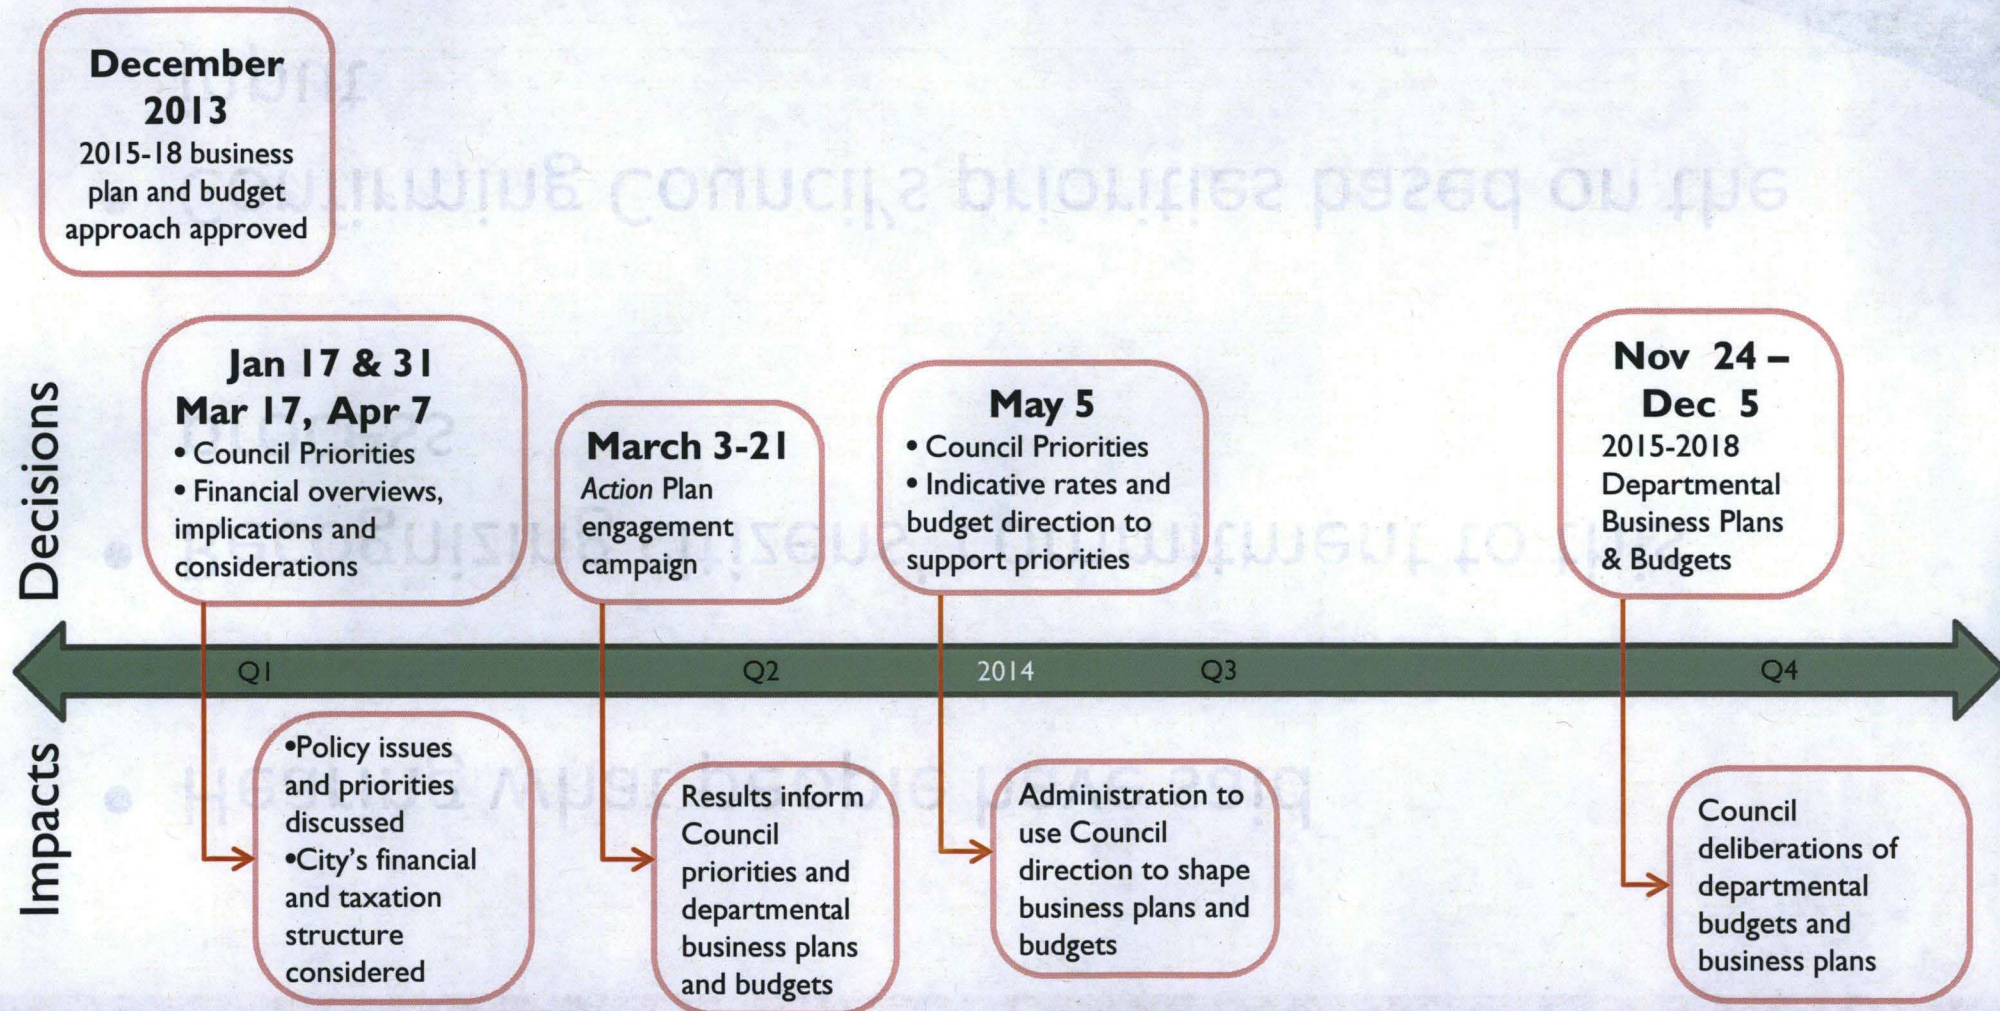 December
2013
2015-18 business
plan and budget
approach approved
Decisions
Jan 17 & 31
Mar 17, Apr 7
• Council Priorities
• Financial overviews,
implications and
considerations
March 3-21
Action Plan
engagement
campaign
May 5
• Council Priorities
• Indicative rates and
budget direction to
support priorities
Nov 24 –
Dec 5
2015-2018
Departmental
Business Plans
& Budgets
Q1 Q2 2014 Q3 Q4
Impacts
•Policy issues
and priorities
discussed
•City's financial
and taxation
structure
considered
Results inform
Council
priorities and
departmental
business plans
and budgets
Administration to
use Council
direction to shape
business plans and
budgets
Council
deliberations of
departmental
budgets and
business plans